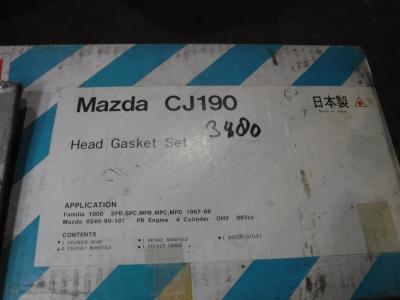 Mazda CJ190
日本製
Made in Japan
3480
Head Gasket Set
APPLICATION
Familia 1000 SPB,SPC,MPB,MPC,MPD 1967-68
Mazda 0249-99-101 PB Engine 4 Cylinder OHV 987cc
CONTENTS
1 CYLINDER HEAD 1 INTAKE MANIFOLD 1 WATER OUTLET
4 EXHAUST MANIFOLD 1 ROCKER COVER